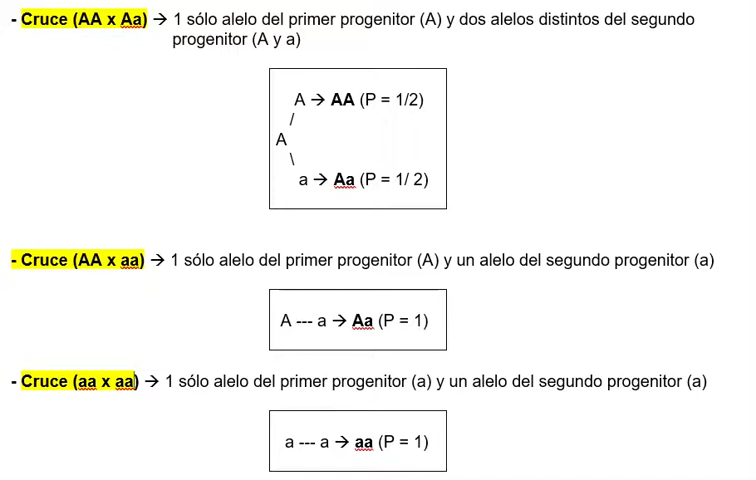 - Cruce (AA x Aa) → 1 sólo alelo del primer progenitor (A) y dos alelos distintos del segundo
progenitor (A y a)
A → AA (P = 1/2)
/
A
\
a → Aa (P = 1/ 2)
- Cruce (AA x aa) → 1 sólo alelo del primer progenitor (A) y un alelo del segundo progenitor (a)
A --- a → Aa (P = 1)
- Cruce (aa x aa) → 1 sólo alelo del primer progenitor (a) y un alelo del segundo progenitor (a)
a --- a → aa (P = 1)